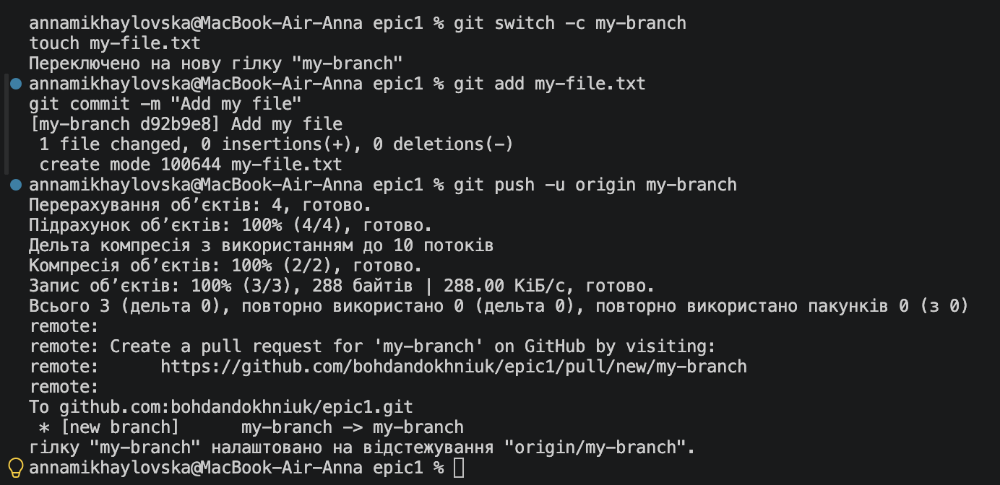 annamikhaylovska@MacBook-Air-Anna epic1 % git switch -c my-branch
touch my-file.txt
Переключено на нову гілку "my-branch"
annamikhaylovska@MacBook-Air-Anna epic1 % git add my-file.txt
git commit -m "Add my file"
[my-branch d92b9e8] Add my file
 1 file changed, 0 insertions(+), 0 deletions(-)
 create mode 100644 my-file.txt
annamikhaylovska@MacBook-Air-Anna epic1 % git push -u origin my-branch
Перерахування об’єктів: 4, готово.
Підрахунок об’єктів: 100% (4/4), готово.
Дельта компресія з використанням до 10 потоків
Компресія об’єктів: 100% (2/2), готово.
Запис об’єктів: 100% (3/3), 288 байтів | 288.00 КіБ/с, готово.
Всього 3 (дельта 0), повторно використано 0 (дельта 0), повторно використано пакунків 0 (з 0)
remote:
remote: Create a pull request for 'my-branch' on GitHub by visiting:
remote:      https://github.com/bohdandokhniuk/epic1/pull/new/my-branch
remote:
To github.com:bohdandokhniuk/epic1.git
 * [new branch]      my-branch -> my-branch
гілку "my-branch" налаштовано на відстежування "origin/my-branch".
annamikhaylovska@MacBook-Air-Anna epic1 %